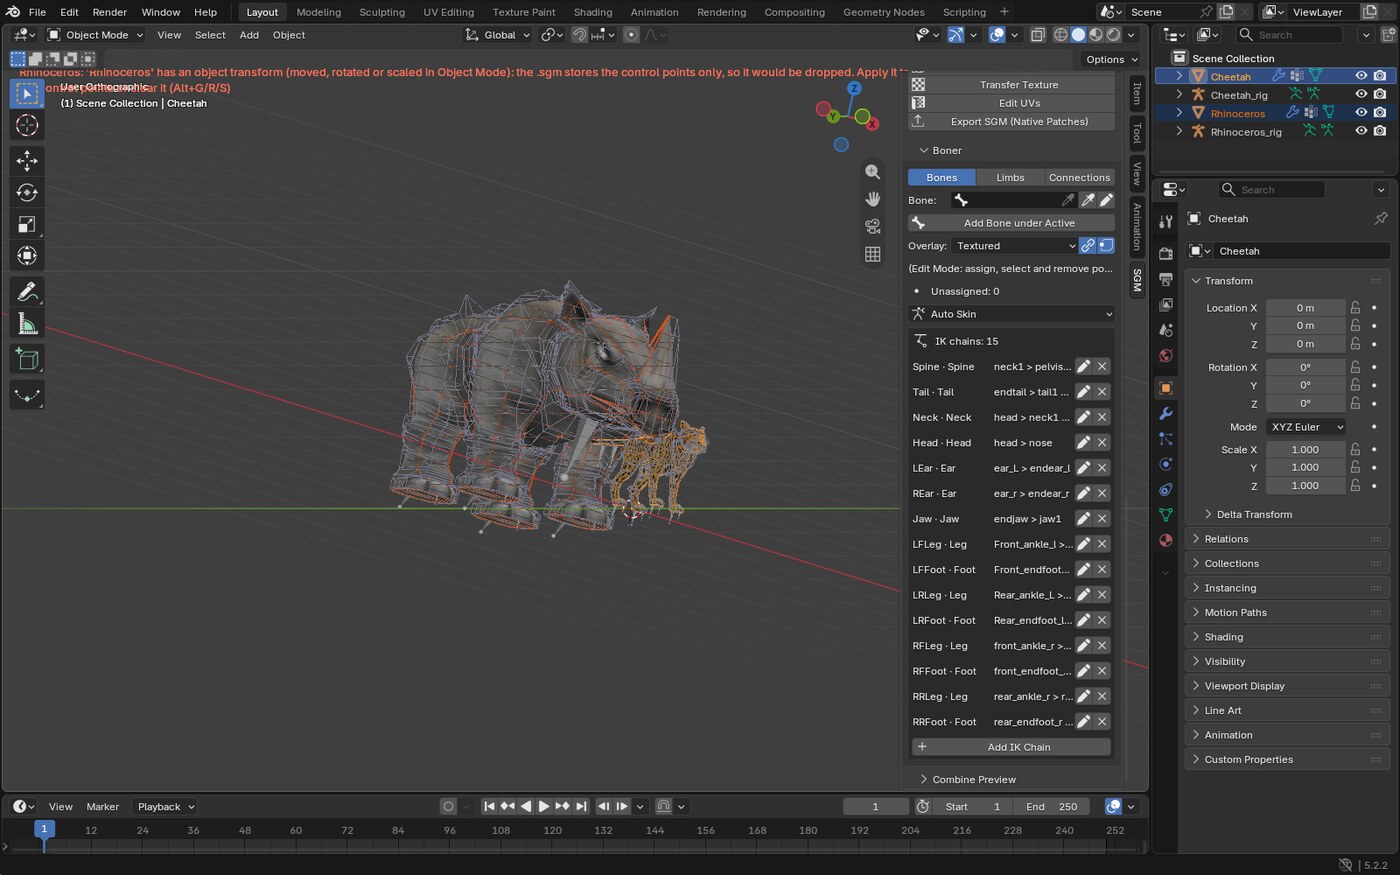 File Edit Render Window Help Layout Modeling Sculpting UV Editing Texture Paint Shading Animation Rendering Compositing Geometry Nodes Scripting + Scene ViewLayer
Object Mode View Select Add Object Global
Search
Options
Rhinoceros: 'Rhinoceros' has an object transform (moved, rotated or scaled in Object Mode): the .sgm stores the control points only, so it would be dropped. Apply it to
ear it (Alt+G/R/S)
User Orthographic
(1) Scene Collection | Cheetah
Z
Y
X
Transfer Texture
Edit UVs
Export SGM (Native Patches)
Boner
Bones Limbs Connections
Bone:
Add Bone under Active
Overlay: Textured
(Edit Mode: assign, select and remove po...
Unassigned: 0
Auto Skin
IK chains: 15
Spine · Spine neck1 > pelvis...
Tail · Tail endtail > tail1 ...
Neck · Neck head > neck1 ...
Head · Head head > nose
LEar · Ear ear_L > endear_l
REar · Ear ear_r > endear_r
Jaw · Jaw endjaw > jaw1
LFLeg · Leg Front_ankle_l >...
LFFoot · Foot Front_endfoot...
LRLeg · Leg Rear_ankle_L >...
LRFoot · Foot Rear_endfoot_l...
RFLeg · Leg front_ankle_r >...
RFFoot · Foot front_endfoot_...
RRLeg · Leg rear_ankle_r > r...
RRFoot · Foot rear_endfoot_r ...
+ Add IK Chain
Combine Preview
Item
Tool
View
Animation
SGM
Scene Collection
Cheetah
Cheetah_rig
Rhinoceros
Rhinoceros_rig
Search
Cheetah
Cheetah
Transform
Location X 0 m
Y 0 m
Z 0 m
Rotation X 0°
Y 0°
Z 0°
Mode XYZ Euler
Scale X 1.000
Y 1.000
Z 1.000
Delta Transform
Relations
Collections
Instancing
Motion Paths
Shading
Visibility
Viewport Display
Line Art
Animation
Custom Properties
View Marker Playback 1 Start 1 End 250
1 12 24 36 48 60 72 84 96 108 120 132 144 156 168 180 192 204 216 228 240 252
5.2.2